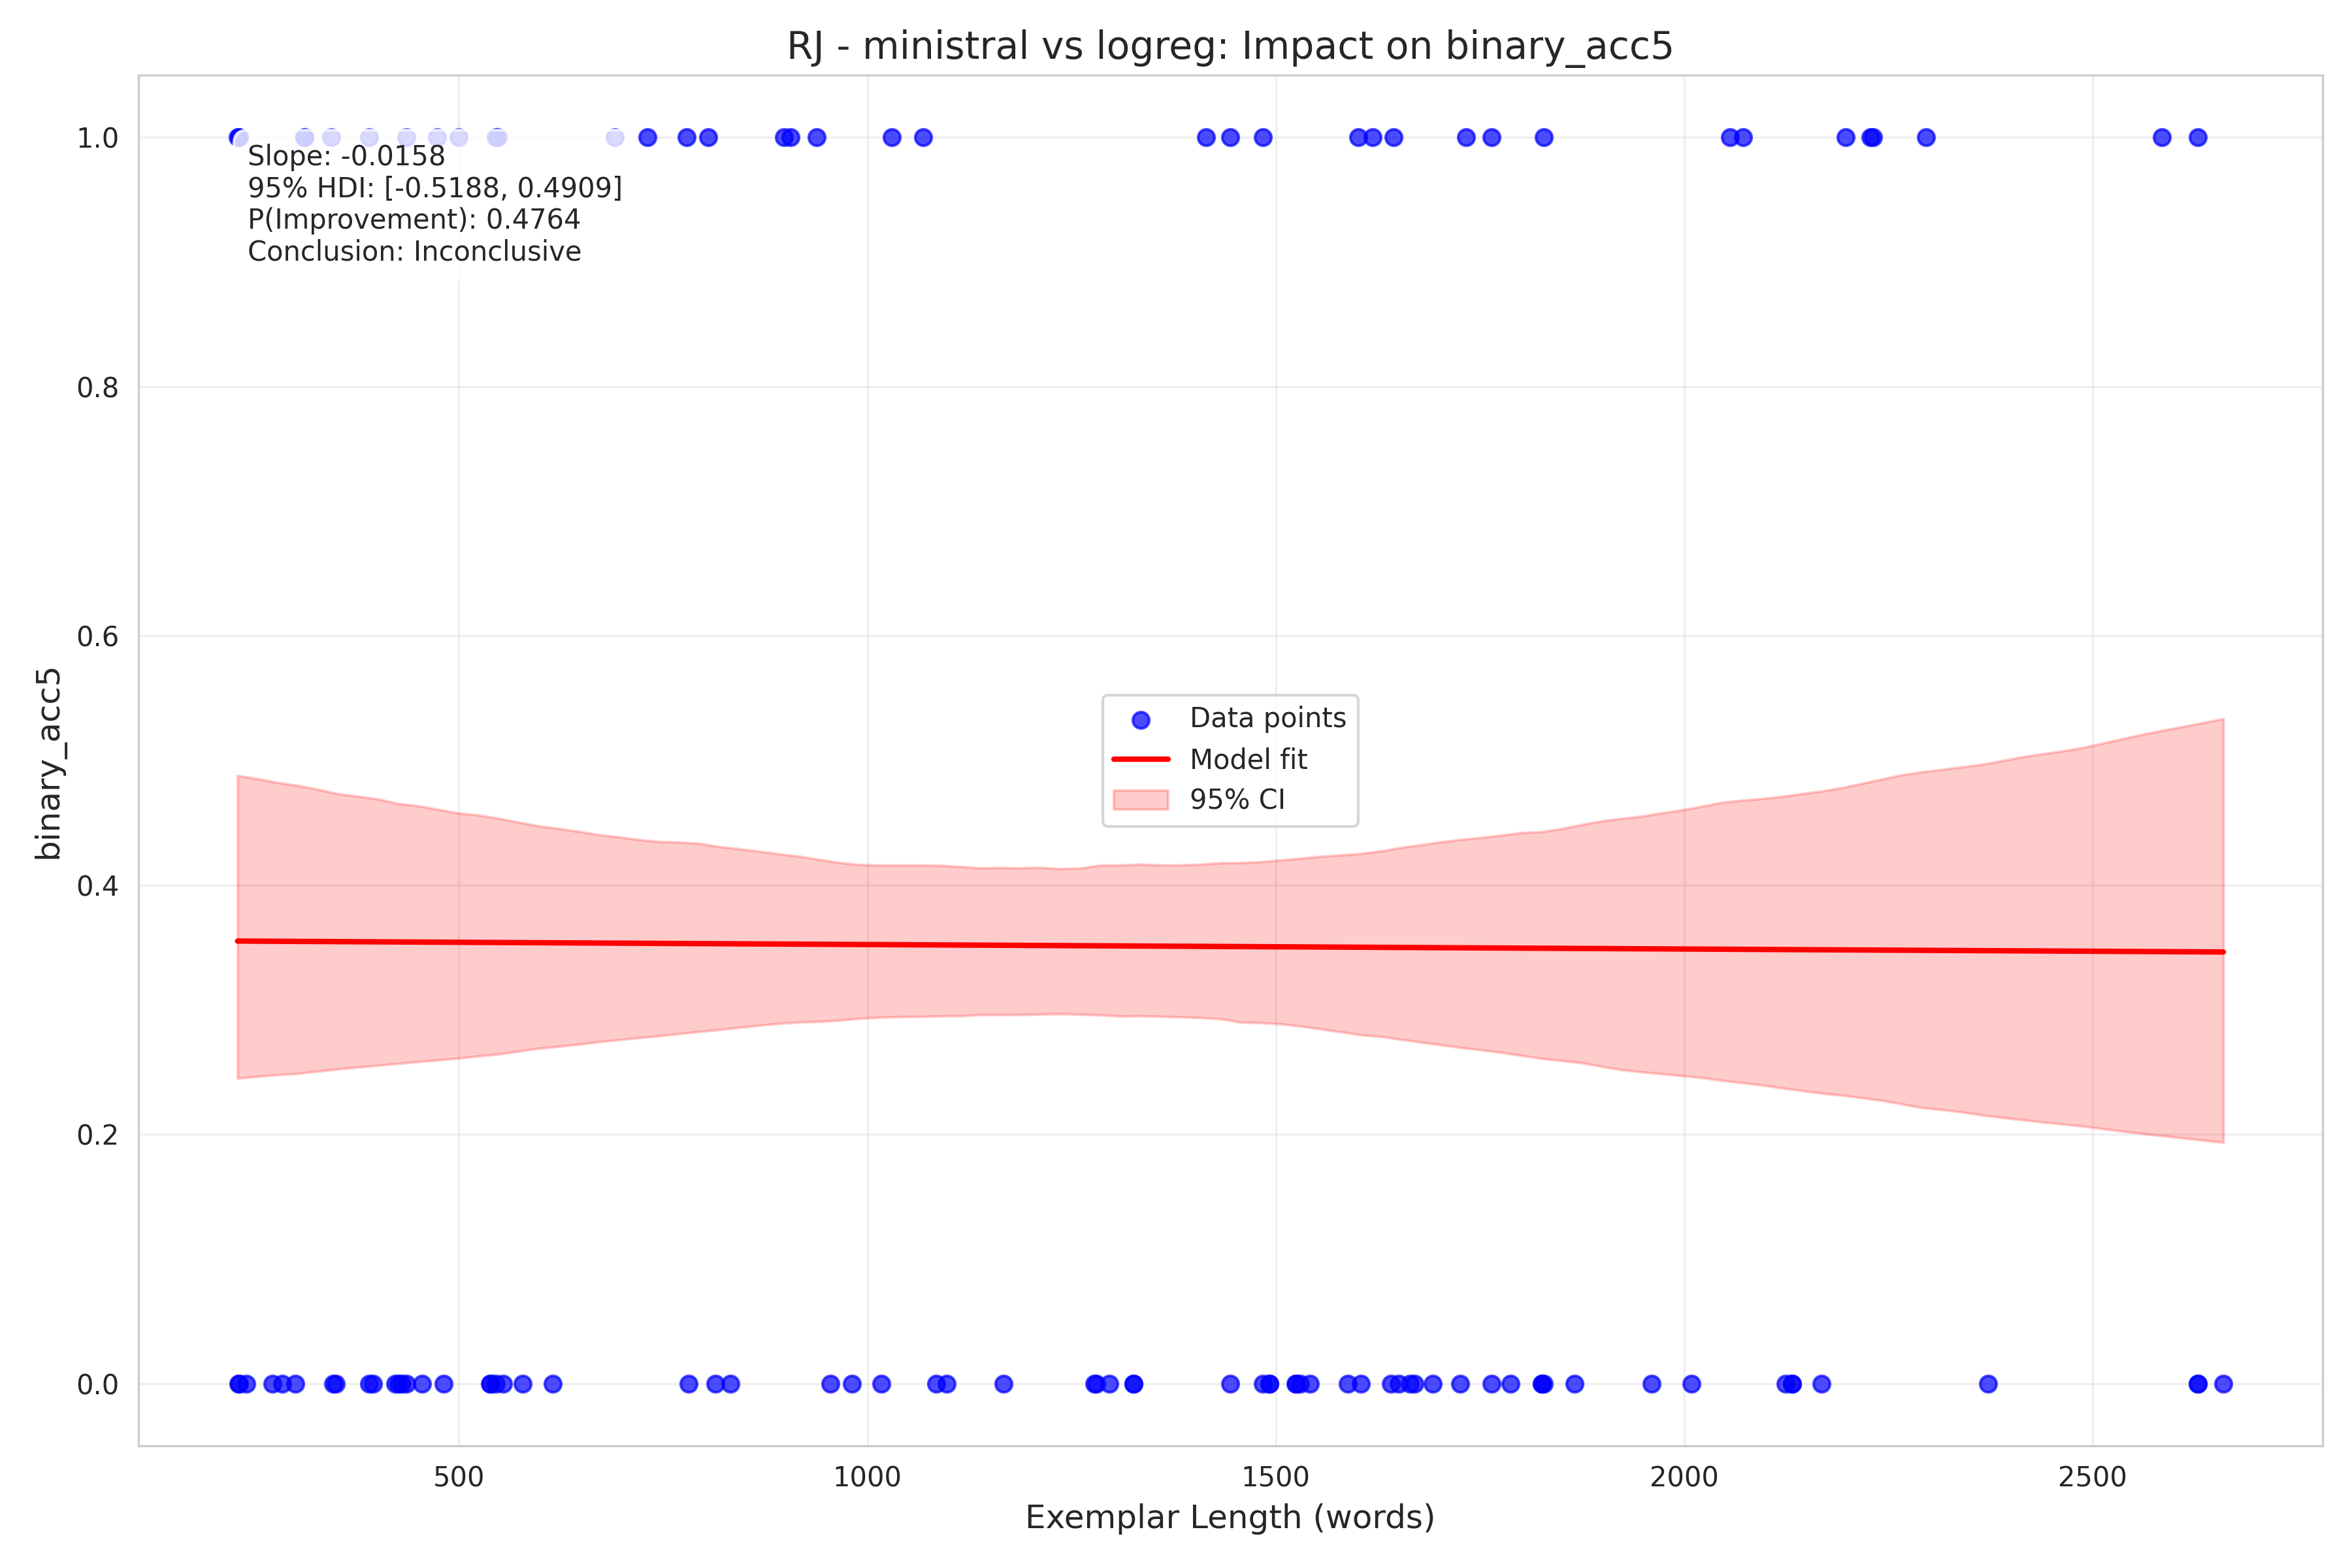 RJ - ministral vs logreg: Impact on binary_acc5
1.0
Slope: -0.0158
95% HDI: [-0.5188, 0.4909]
P(Improvement): 0.4764
Conclusion: Inconclusive
0.8
0.6
binary_acc5
Data points
Model fit
95% CI
0.4
0.2
0.0
500 1000 1500 2000 2500
Exemplar Length (words)